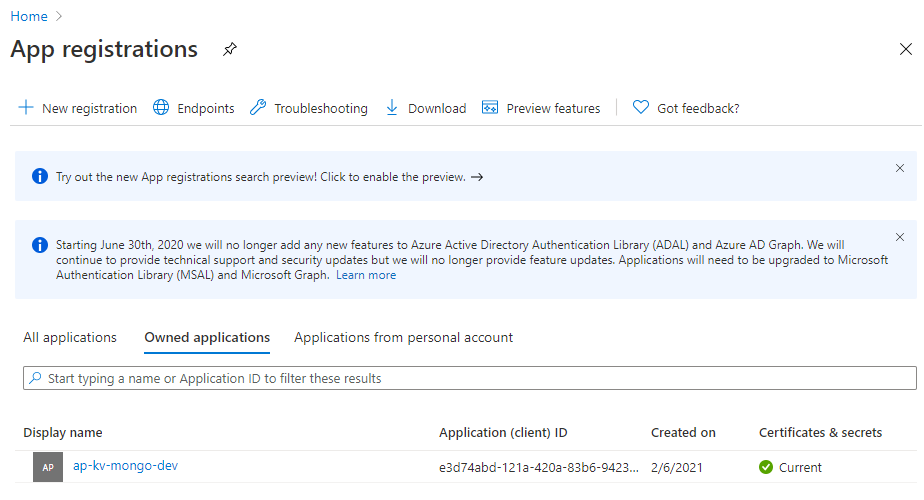 Home
App registrations
New registration Endpoints Troubleshooting Download Preview features Got feedback?
Try out the new App registrations search preview! Click to enable the preview.
Starting June 30th, 2020 we will no longer add any new features to Azure Active Directory Authentication Library (ADAL) and Azure AD Graph. We will
continue to provide technical support and security updates but we will no longer provide feature updates. Applications will need to be upgraded to Microsoft
Authentication Library (MSAL) and Microsoft Graph. Learn more
All applications Owned applications Applications from personal account
Start typing a name or Application ID to filter these results
Display name Application (client) ID Created on Certificates & secrets
AP ap-kv-mongo-dev e3d74abd-121a-420a-83b6-9423... 2/6/2021 Current